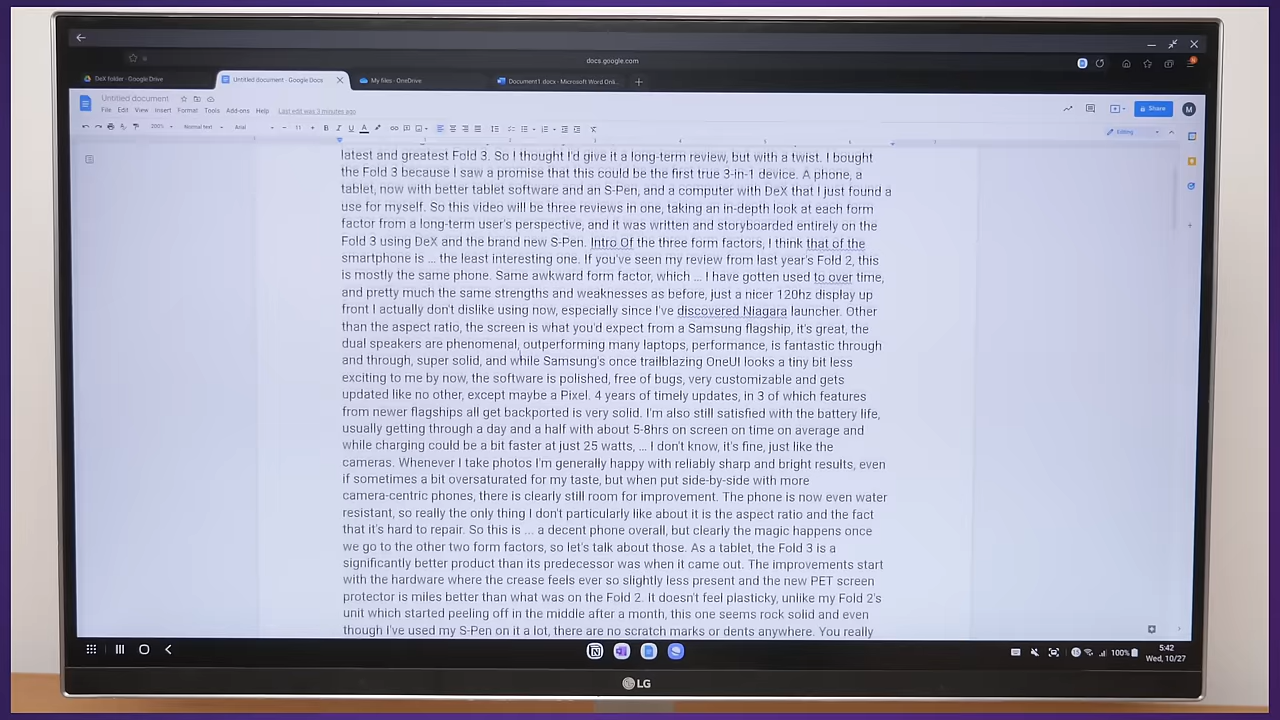 docs.google.com
DeX folder - Google Drive
Untitled document - Google Docs
My files - OneDrive
Document1.docx - Microsoft Word Onli...
Untitled document
File Edit View Insert Format Tools Add-ons Help Last edit was 3 minutes ago
Share
M
200% Normal text Arial 11
Editing
latest and greatest Fold 3. So I thought I'd give it a long-term review, but with a twist. I bought
the Fold 3 because I saw a promise that this could be the first true 3-in-1 device. A phone, a
tablet, now with better tablet software and an S-Pen, and a computer with DeX that I just found a
use for myself. So this video will be three reviews in one, taking an in-depth look at each form
factor from a long-term user's perspective, and it was written and storyboarded entirely on the
Fold 3 using DeX and the brand new S-Pen. Intro Of the three form factors, I think that of the
smartphone is ... the least interesting one. If you've seen my review from last year's Fold 2, this
is mostly the same phone. Same awkward form factor, which ... I have gotten used to over time,
and pretty much the same strengths and weaknesses as before, just a nicer 120hz display up
front I actually don't dislike using now, especially since I've discovered Niagara launcher. Other
than the aspect ratio, the screen is what you'd expect from a Samsung flagship, it's great, the
dual speakers are phenomenal, outperforming many laptops, performance, is fantastic through
and through, super solid, and while Samsung's once trailblazing OneUI looks a tiny bit less
exciting to me by now, the software is polished, free of bugs, very customizable and gets
updated like no other, except maybe a Pixel. 4 years of timely updates, in 3 of which features
from newer flagships all get backported is very solid. I'm also still satisfied with the battery life,
usually getting through a day and a half with about 5-8hrs on screen on time on average and
while charging could be a bit faster at just 25 watts, ... I don't know, it's fine, just like the
cameras. Whenever I take photos I'm generally happy with reliably sharp and bright results, even
if sometimes a bit oversaturated for my taste, but when put side-by-side with more
camera-centric phones, there is clearly still room for improvement. The phone is now even water
resistant, so really the only thing I don't particularly like about it is the aspect ratio and the fact
that it's hard to repair. So this is ... a decent phone overall, but clearly the magic happens once
we go to the other two form factors, so let's talk about those. As a tablet, the Fold 3 is a
significantly better product than its predecessor was when it came out. The improvements start
with the hardware where the crease feels ever so slightly less present and the new PET screen
protector is miles better than what was on the Fold 2. It doesn't feel plasticky, unlike my Fold 2's
unit which started peeling off in the middle after a month, this one seems rock solid and even
though I've used my S-Pen on it a lot, there are no scratch marks or dents anywhere. You really
100%
5:42
Wed, 10/27
LG